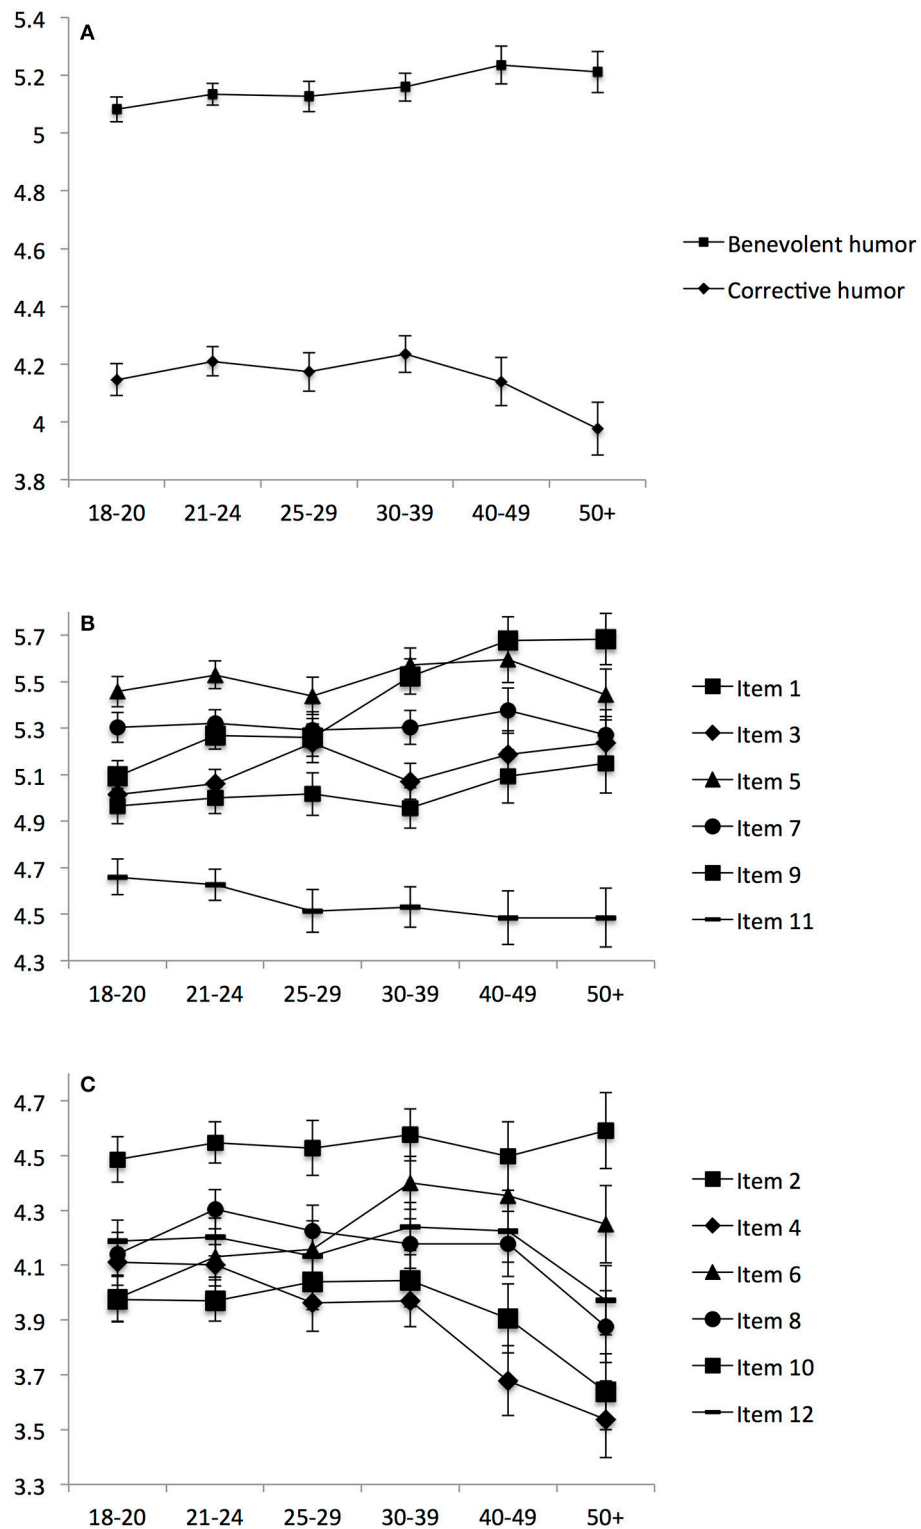 A
5.4
5.2
5
4.8
4.6
4.4
4.2
4
3.8
18-20 21-24 25-29 30-39 40-49 50+
Benevolent humor
Corrective humor
B
5.7
5.5
5.3
5.1
4.9
4.7
4.5
4.3
18-20 21-24 25-29 30-39 40-49 50+
Item 1
Item 3
Item 5
Item 7
Item 9
Item 11
C
4.7
4.5
4.3
4.1
3.9
3.7
3.5
3.3
18-20 21-24 25-29 30-39 40-49 50+
Item 2
Item 4
Item 6
Item 8
Item 10
Item 12